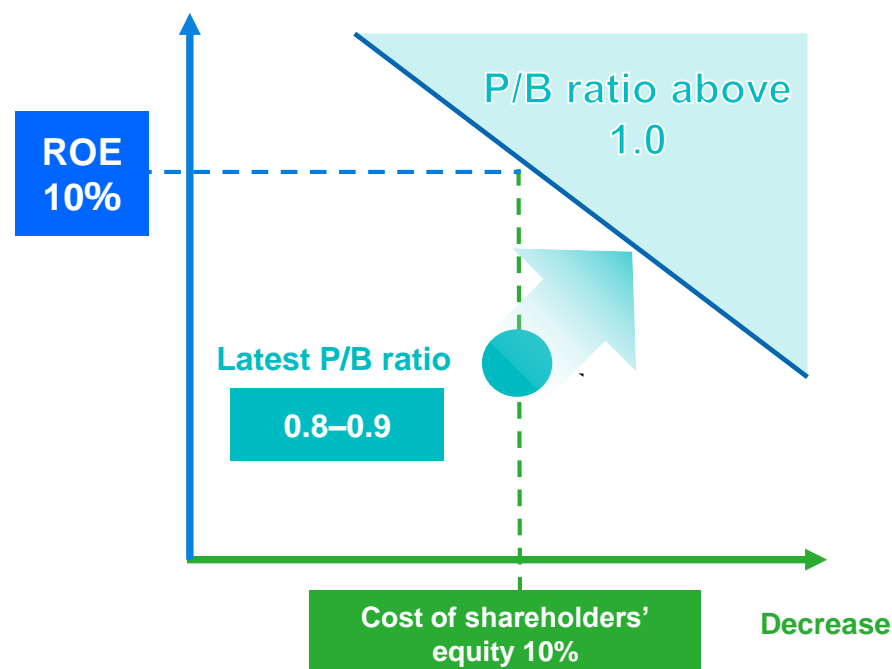 P/B ratio above
1.0
ROE
10%
Latest P/B ratio
0.8–0.9
Cost of shareholders’
equity 10%
Decrease